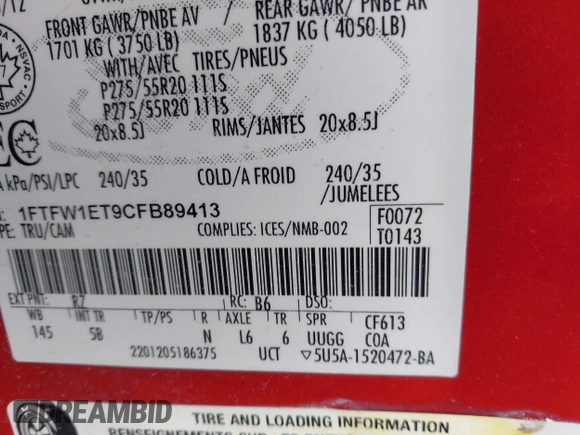 /12
FRONT GAWR/PNBE AV
1701 KG ( 3750 LB)
REAR GAWR/ PNBE AR
1837 KG ( 4050 LB)
WITH/AVEC TIRES/PNEUS
P275/55R20 111S
P275/55R20 111S
20x8.5J RIMS/JANTES 20x8.5J
kPa/PSI/LPC 240/35 COLD/A FROID 240/35
/JUMELEES
1FTFW1ET9CFB89413
F0072
T0143
PE: TRU/CAM COMPLIES: ICES/NMB-002
EXT PNT: R7 RC: B6 DSO:
WB INT TR TP/PS R AXLE TR SPR CF613
145 SB N L6 6 UUGG COA
2201205186375 UCT ▽5U5A-1520472-BA
DREAMBID
TIRE AND LOADING INFORMATION